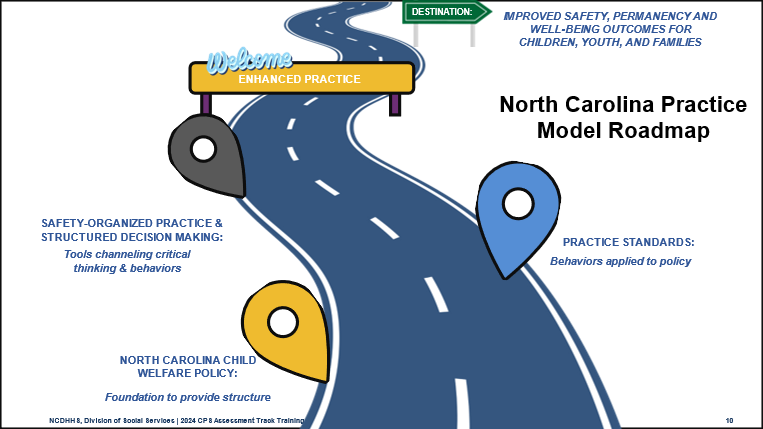 DESTINATION:
IMPROVED SAFETY, PERMANENCY AND
WELL-BEING OUTCOMES FOR
CHILDREN, YOUTH, AND FAMILIES
Welcome
ENHANCED PRACTICE
North Carolina Practice
Model Roadmap
SAFETY-ORGANIZED PRACTICE &
STRUCTURED DECISION MAKING:
Tools channeling critical
thinking & behaviors
PRACTICE STANDARDS:
Behaviors applied to policy
NORTH CAROLINA CHILD
WELFARE POLICY:
Foundation to provide structure
NCDHHS, Division of Social Services | 2024 CPS Assessment Track Training
10